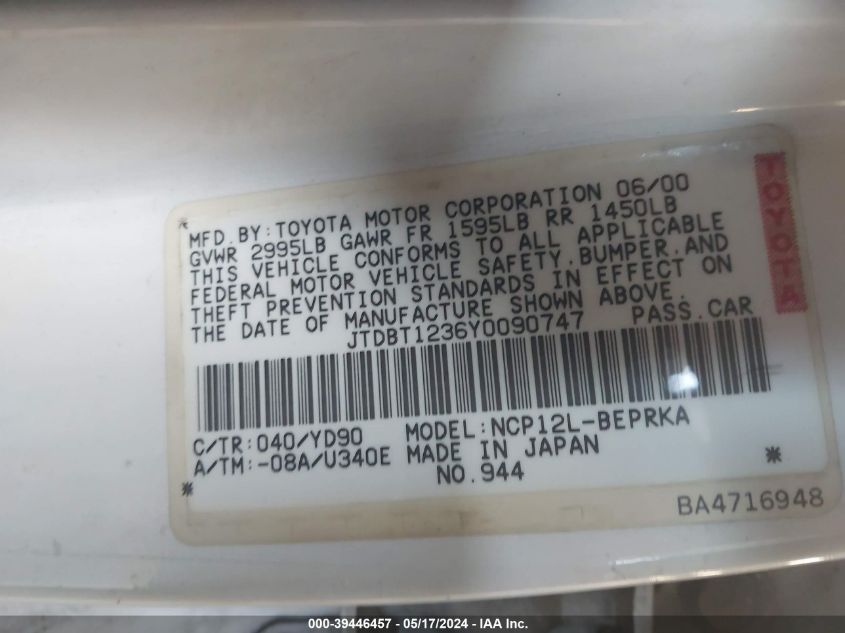 MFD.BY:TOYOTA MOTOR CORPORATION 06/00
GVWR 2995LB GAWR FR 1595LB RR 1450LB
THIS VEHICLE CONFORMS TO ALL APPLICABLE
FEDERAL MOTOR VEHICLE SAFETY.BUMPER.AND
THEFT PREVENTION STANDARDS IN EFFECT ON
THE DATE OF MANUFACTURE SHOWN ABOVE.
JTDBT1236Y0090747 PASS.CAR
TOYOTA
C/TR:040/YD90 MODEL:NCP12L-BEPRKA
A/TM:-08A/U340E MADE IN JAPAN
* NO.944 *
BA4716948
000-39446457 - 05/17/2024 - IAA Inc.